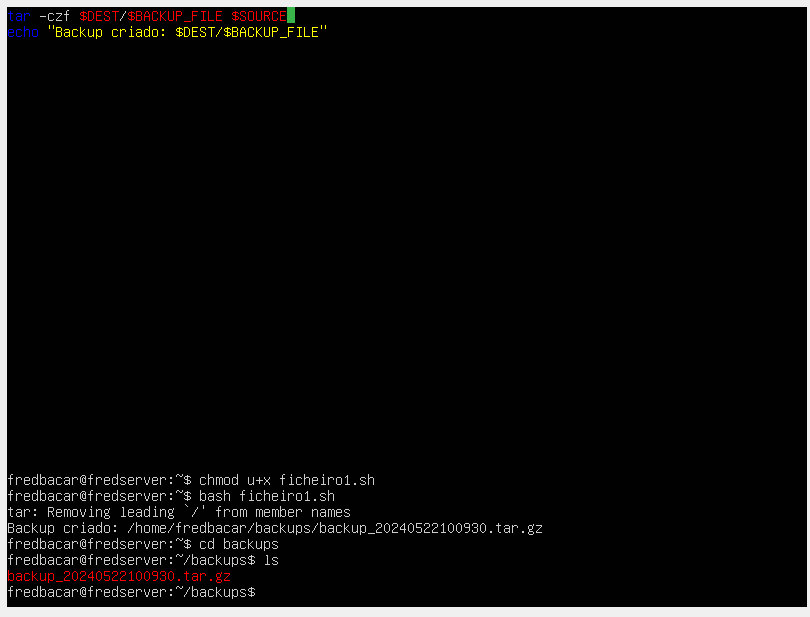 tar -czf $DEST/$BACKUP_FILE $SOURCE
echo "Backup criado: $DEST/$BACKUP_FILE"
fredbacar@fredserver:~$ chmod u+x ficheiro1.sh
fredbacar@fredserver:~$ bash ficheiro1.sh
tar: Removing leading `/' from member names
Backup criado: /home/fredbacar/backups/backup_20240522100930.tar.gz
fredbacar@fredserver:~$ cd backups
fredbacar@fredserver:~/backups$ ls
backup_20240522100930.tar.gz
fredbacar@fredserver:~/backups$